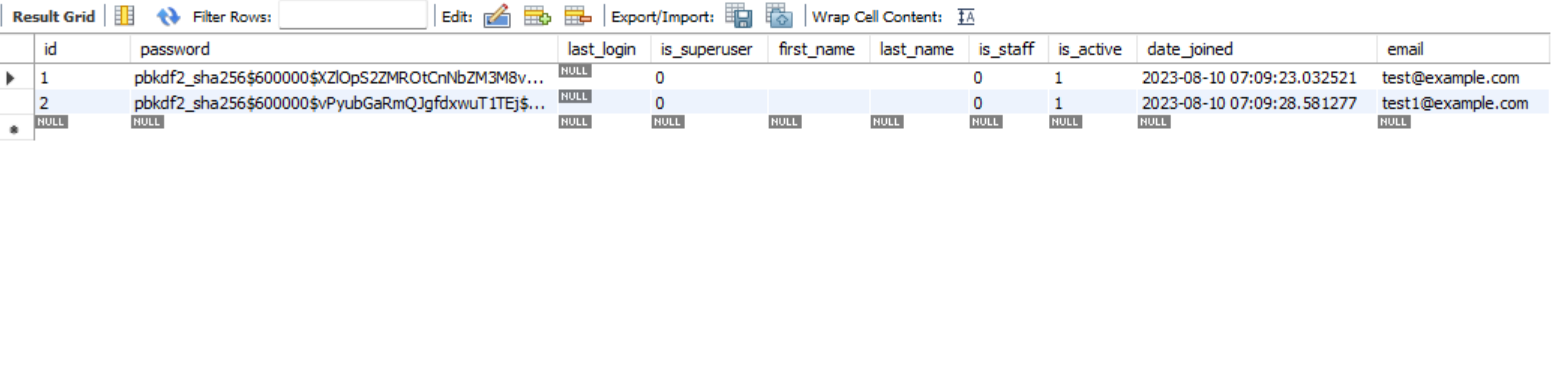 Result Grid Filter Rows: Edit: Export/Import: Wrap Cell Content: IA
id password last_login is_superuser first_name last_name is_staff is_active date_joined email
1 pbkdf2_sha256$600000$XZlOpS2ZMROtCnNbZM3M8v... NULL 0 0 1 2023-08-10 07:09:23.032521 test@example.com
2 pbkdf2_sha256$600000$vPyubGaRmQJgfdxwuT1TEj$... NULL 0 0 1 2023-08-10 07:09:28.581277 test1@example.com
NULL NULL NULL NULL NULL NULL NULL NULL NULL NULL